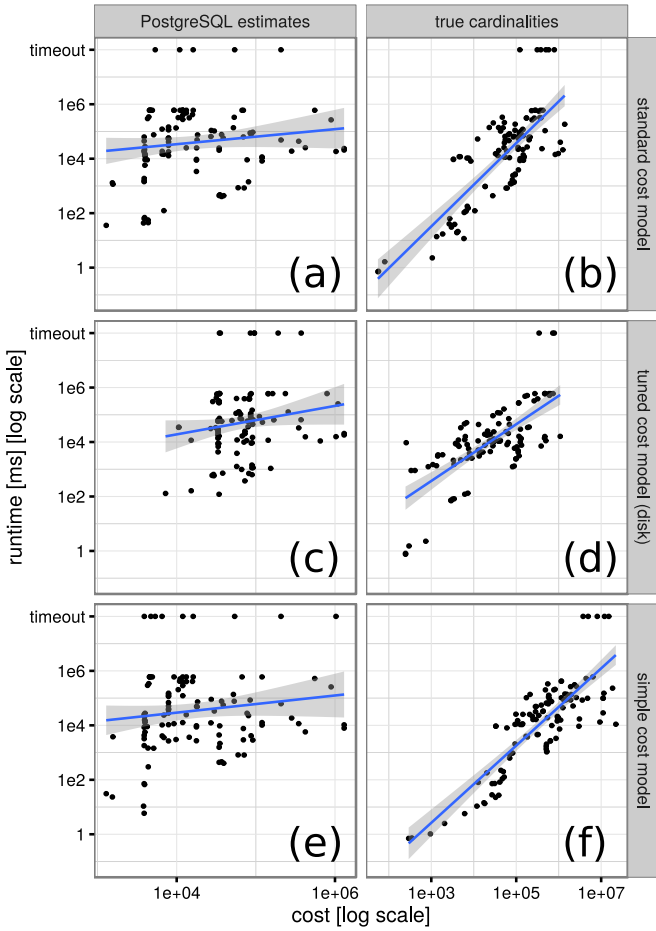 PostgreSQL estimates
true cardinalities
timeout
1e6
1e4
1e2
1
(a)
(b)
standard cost model
timeout
1e6
1e4
1e2
1
(c)
(d)
tuned cost model (disk)
timeout
1e6
1e4
1e2
1
(e)
(f)
simple cost model
runtime [ms] [log scale]
1e+04
1e+06
1e+03
1e+05
1e+07
cost [log scale]